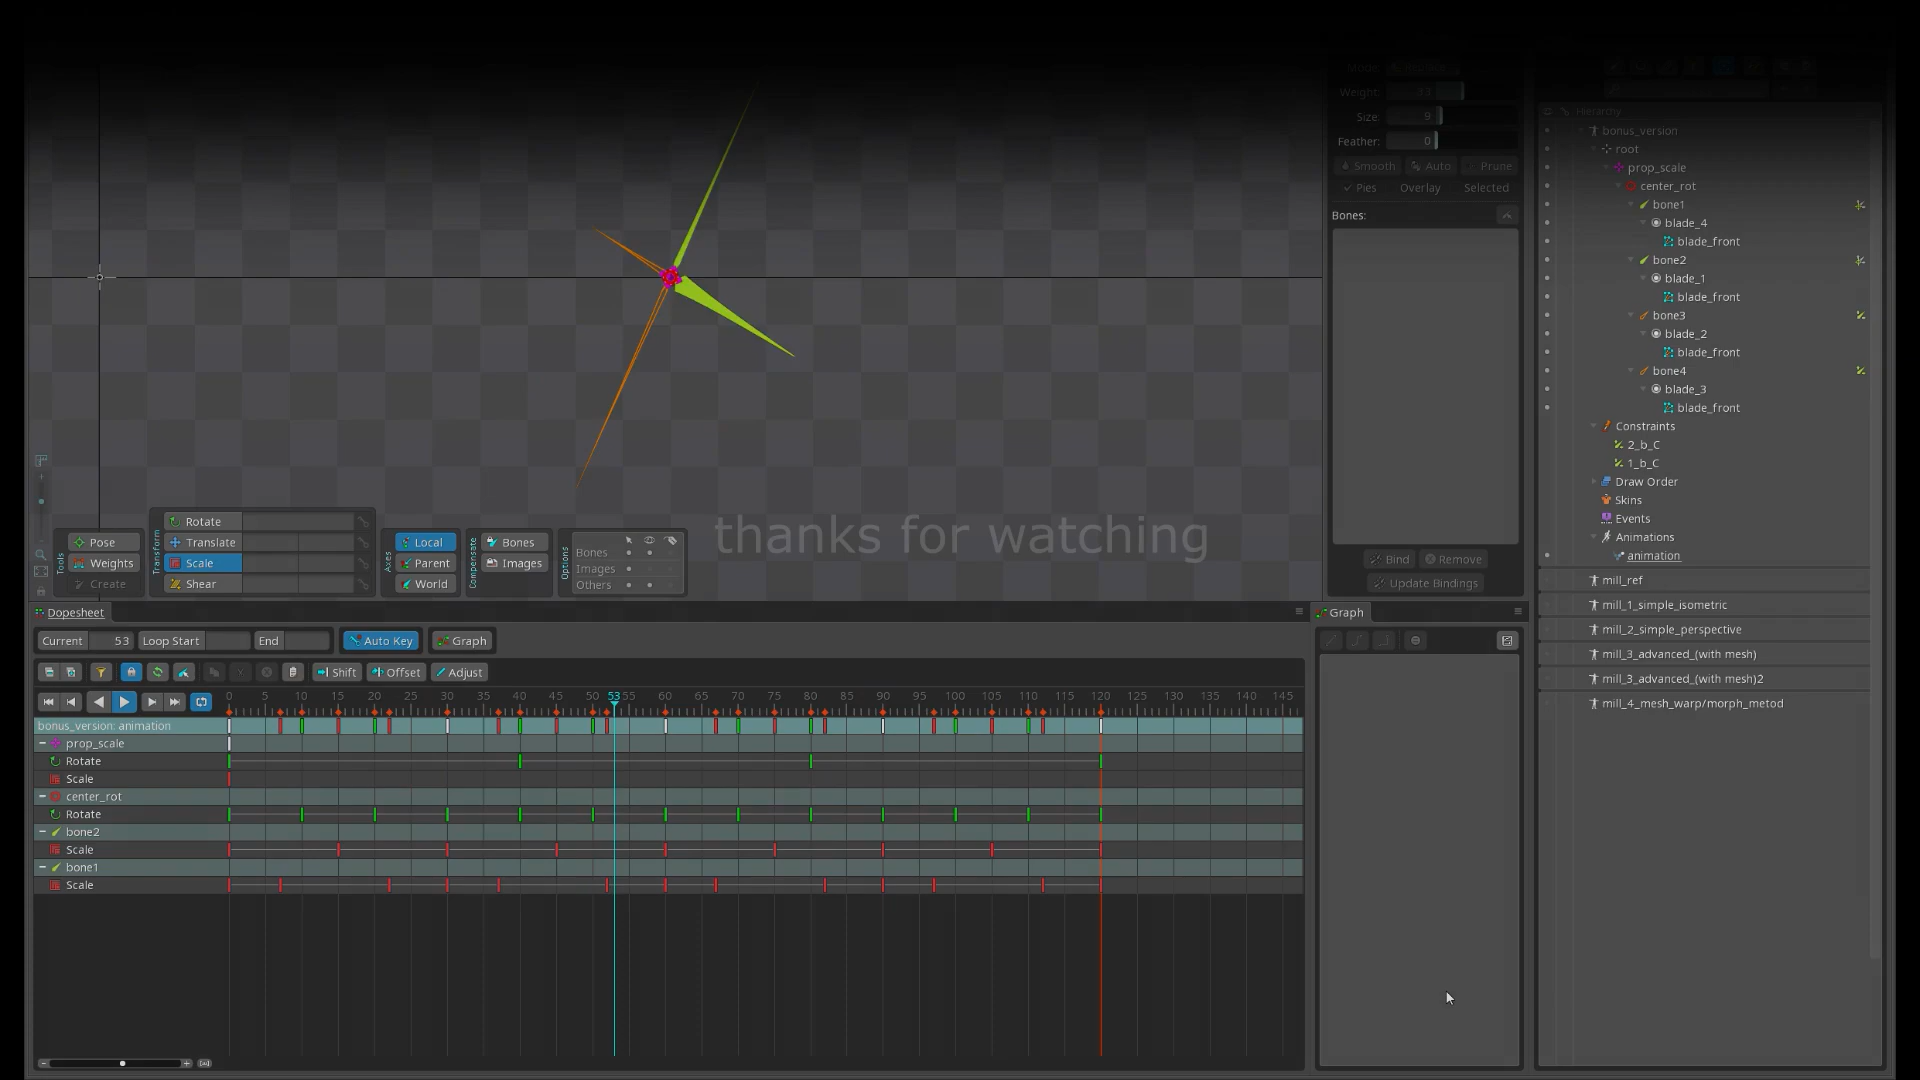 Mode:
Weight: 33
Size: 9
Feather: 0
Smooth Auto Prune
Pies Overlay Selected
Bones:
Bind Remove
Update Bindings
Hierarchy
bonus_version
root
prop_scale
center_rot
bone1
blade_4
blade_front
bone2
blade_1
blade_front
bone3
blade_2
blade_front
bone4
blade_3
blade_front
Constraints
2_b_C
1_b_C
Draw Order
Skins
Events
Animations
animation
mill_ref
mill_1_simple_isometric
mill_2_simple_perspective
mill_3_advanced_(with mesh)
mill_3_advanced_(with mesh)2
mill_4_mesh_warp/morph_metod
thanks for watching
Tools
Pose
Weights
Create
Transform
Rotate
Translate
Scale
Shear
Axes
Local
Parent
World
Compensate
Bones
Images
Options
Bones
Images
Others
Dopesheet
Current 53 Loop Start End Auto Key Graph
Shift Offset Adjust
0 5 10 15 20 25 30 35 40 45 50 53 55 60 65 70 75 80 85 90 95 100 105 110 115 120 125 130 135 140 145
bonus_version: animation
prop_scale
Rotate
Scale
center_rot
Rotate
bone2
Scale
bone1
Scale
Graph